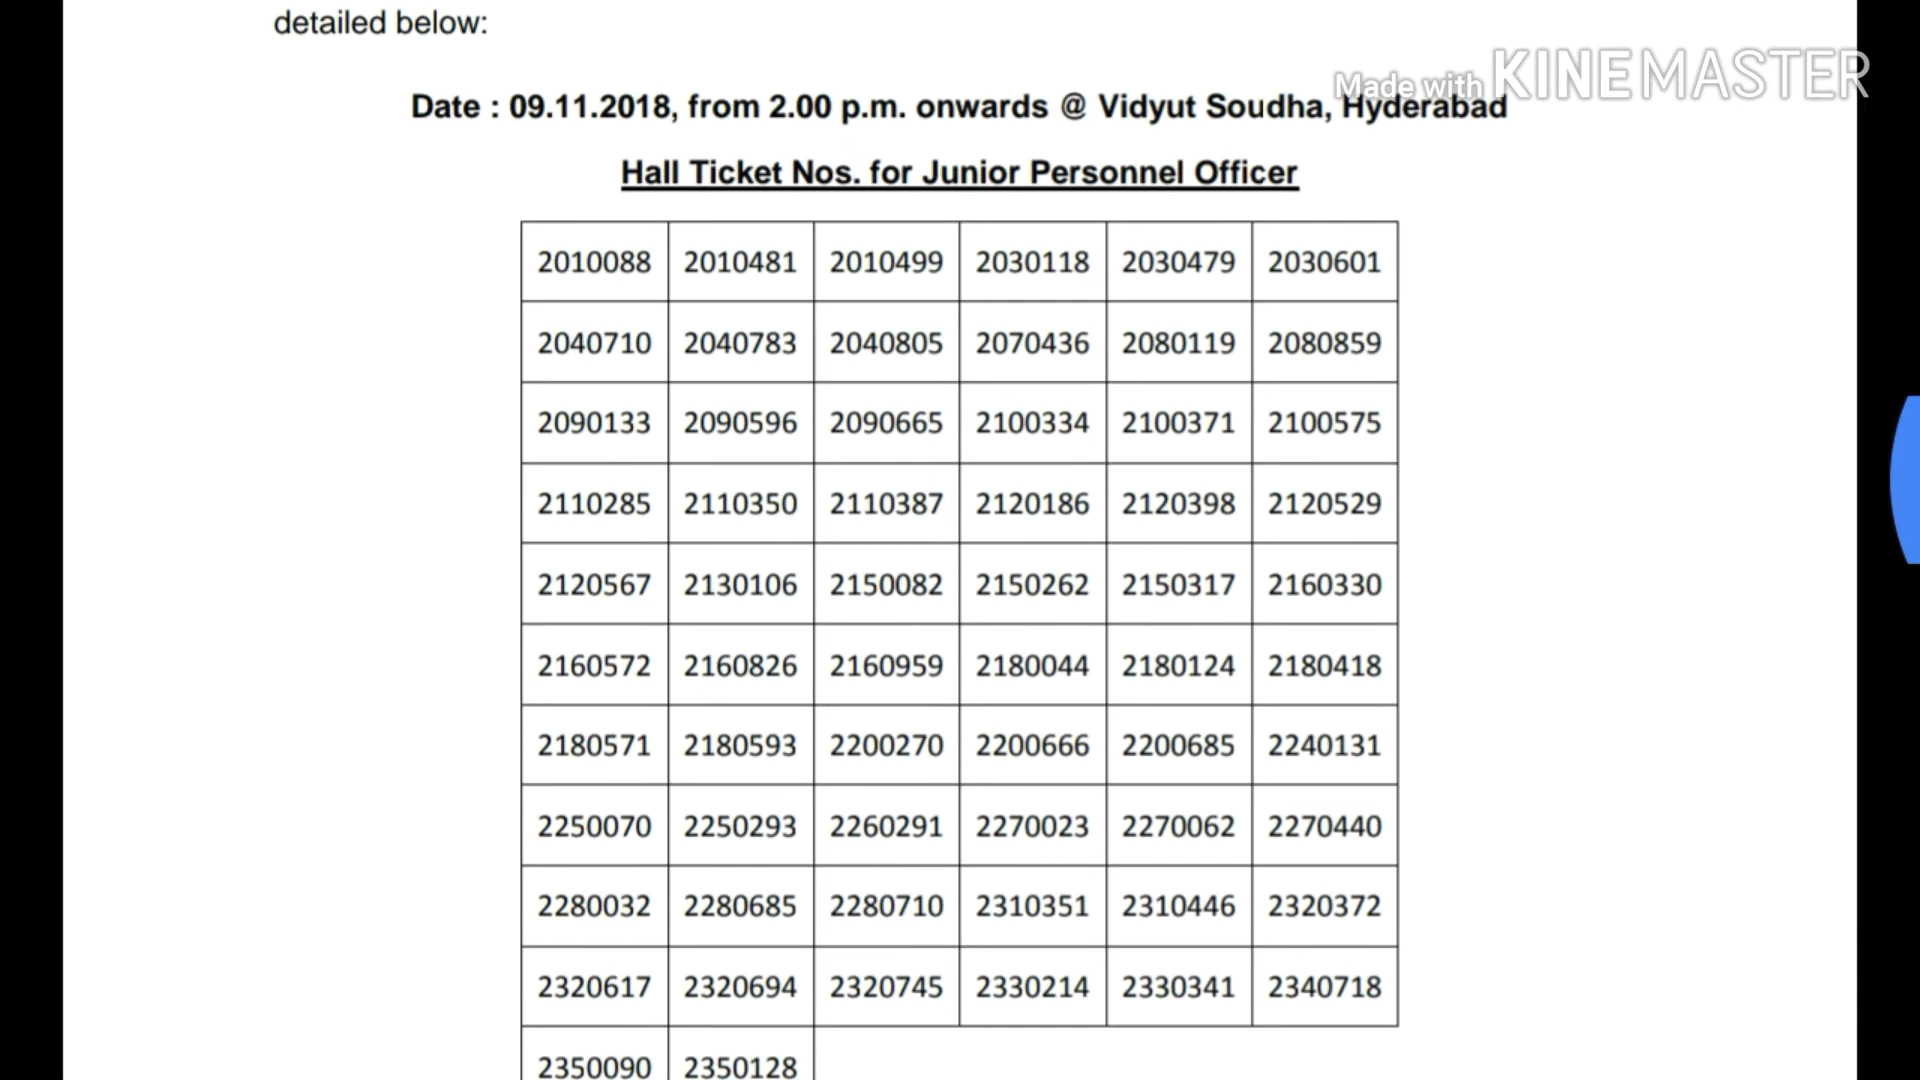 detailed below:
Made with KINEMASTER
Date : 09.11.2018, from 2.00 p.m. onwards @ Vidyut Soudha, Hyderabad
Hall Ticket Nos. for Junior Personnel Officer
2010088 2010481 2010499 2030118 2030479 2030601
2040710 2040783 2040805 2070436 2080119 2080859
2090133 2090596 2090665 2100334 2100371 2100575
2110285 2110350 2110387 2120186 2120398 2120529
2120567 2130106 2150082 2150262 2150317 2160330
2160572 2160826 2160959 2180044 2180124 2180418
2180571 2180593 2200270 2200666 2200685 2240131
2250070 2250293 2260291 2270023 2270062 2270440
2280032 2280685 2280710 2310351 2310446 2320372
2320617 2320694 2320745 2330214 2330341 2340718
2350090 2350128